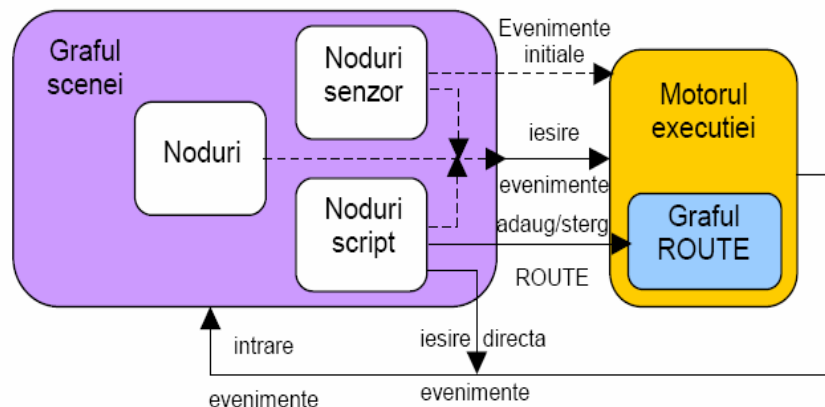 Graful
scenei
Noduri
senzor
Noduri
Noduri
script
Evenimente
initiale
iesire
evenimente
adaug/sterg
ROUTE
Motorul
executiei
Graful
ROUTE
iesire directa
intrare
evenimente
evenimente